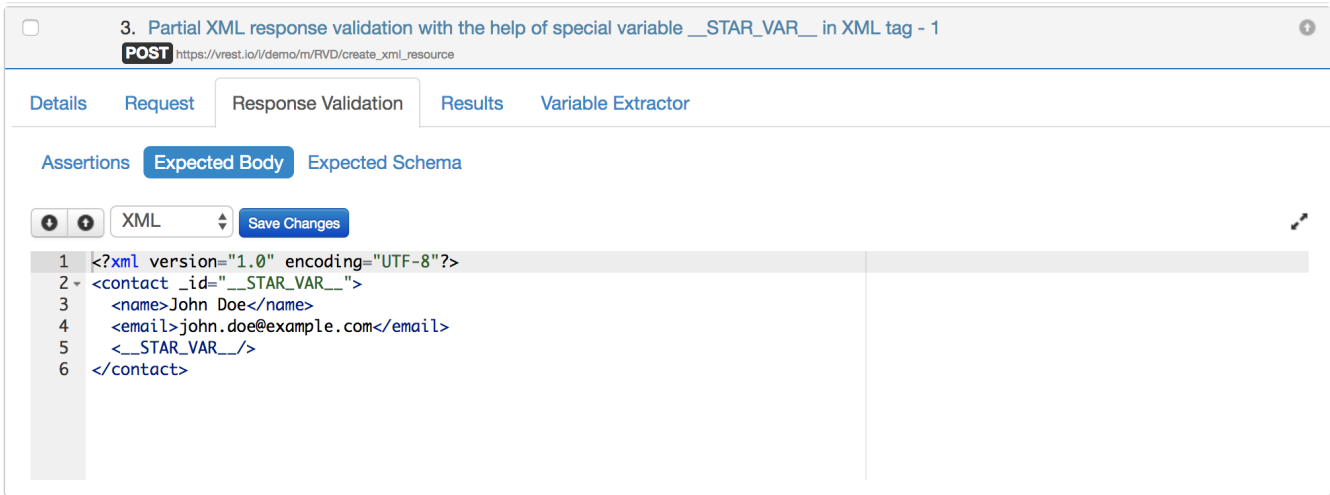 3. Partial XML response validation with the help of special variable __STAR_VAR__ in XML tag - 1
POST https://vrest.io/i/demo/m/RVD/create_xml_resource
Details Request Response Validation Results Variable Extractor
Assertions Expected Body Expected Schema
XML Save Changes
1 <?xml version="1.0" encoding="UTF-8"?>
2 <contact _id="__STAR_VAR__">
3 <name>John Doe</name>
4 <email>john.doe@example.com</email>
5 <__STAR_VAR__/>
6 </contact>